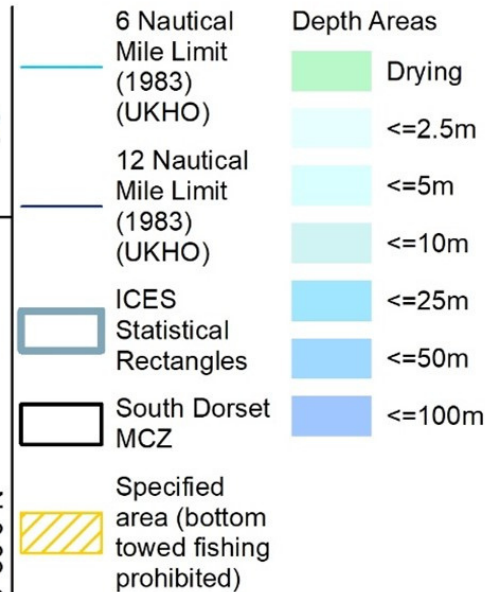 6 Nautical
Mile Limit
(1983)
(UKHO)
12 Nautical
Mile Limit
(1983)
(UKHO)
ICES
Statistical
Rectangles
South Dorset
MCZ
Specified
area (bottom
towed fishing
prohibited)
Depth Areas
Drying
<=2.5m
<=5m
<=10m
<=25m
<=50m
<=100m